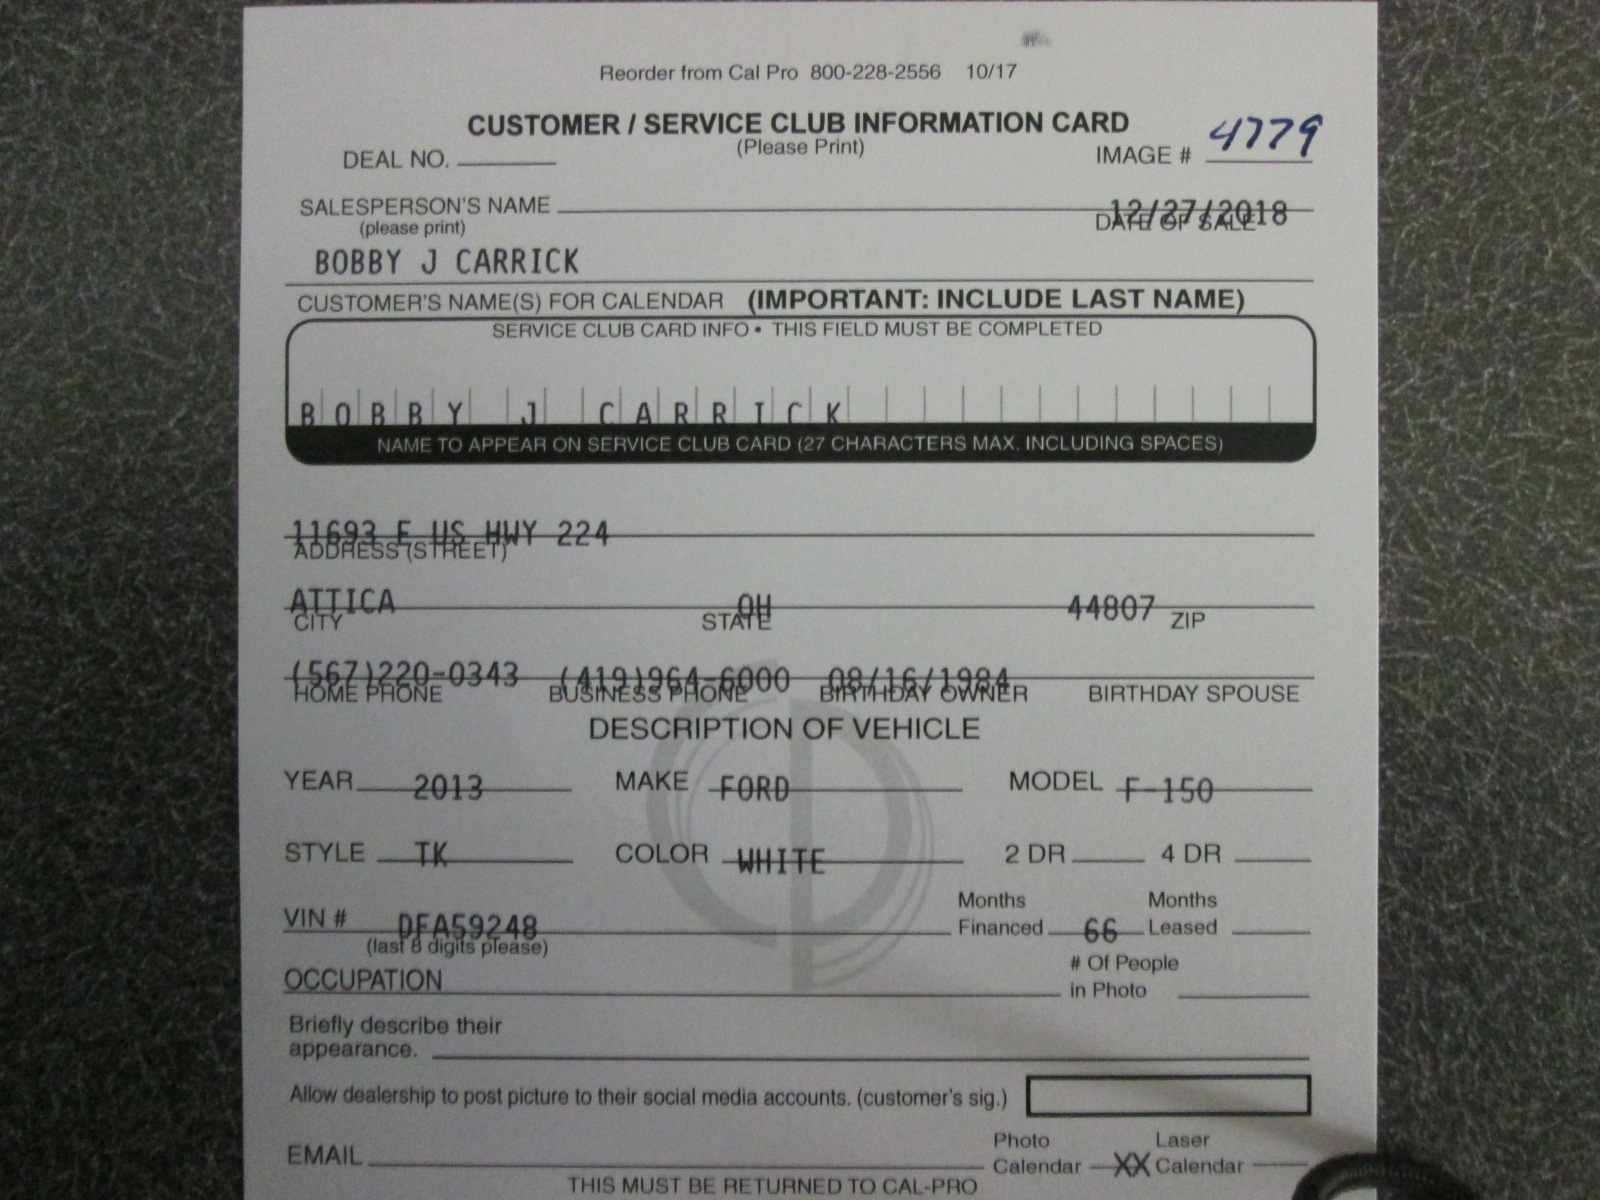 Reorder from Cal Pro 800-228-2556 10/17
CUSTOMER / SERVICE CLUB INFORMATION CARD
(Please Print)
DEAL NO. IMAGE # 4779
SALESPERSON'S NAME 12/27/2018
(please print) DATE OF SALE
BOBBY J CARRICK
CUSTOMER'S NAME(S) FOR CALENDAR (IMPORTANT: INCLUDE LAST NAME)
SERVICE CLUB CARD INFO • THIS FIELD MUST BE COMPLETED
BOBBY J CARRICK
NAME TO APPEAR ON SERVICE CLUB CARD (27 CHARACTERS MAX. INCLUDING SPACES)
11693 E US HWY 224
ADDRESS (STREET)
ATTICA OH 44807
CITY STATE ZIP
(567)220-0343 (419)964-6000 08/16/1984
HOME PHONE BUSINESS PHONE BIRTHDAY OWNER BIRTHDAY SPOUSE
DESCRIPTION OF VEHICLE
YEAR 2013 MAKE FORD MODEL F-150
STYLE TK COLOR WHITE 2 DR 4 DR
VIN # DFA59248 Months Financed 66 Months Leased
(last 8 digits please)
OCCUPATION # Of People in Photo
Briefly describe their
appearance.
Allow dealership to post picture to their social media accounts. (customer's sig.)
EMAIL Photo Calendar XX Laser Calendar
THIS MUST BE RETURNED TO CAL-PRO